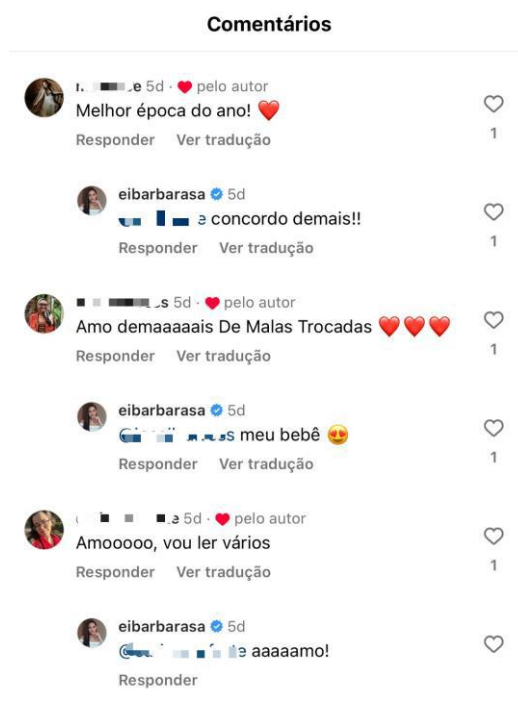 Comentários
5d · pelo autor
Melhor época do ano! ❤️
1
Responder Ver tradução
eibarbarasa 5d
concordo demais!!
1
Responder Ver tradução
5d · pelo autor
Amo demaaaaais De Malas Trocadas ❤️❤️❤️
1
Responder Ver tradução
eibarbarasa 5d
meu bebê 😍
1
Responder Ver tradução
5d · pelo autor
Amooooo, vou ler vários
1
Responder Ver tradução
eibarbarasa 5d
aaaaamo!
Responder